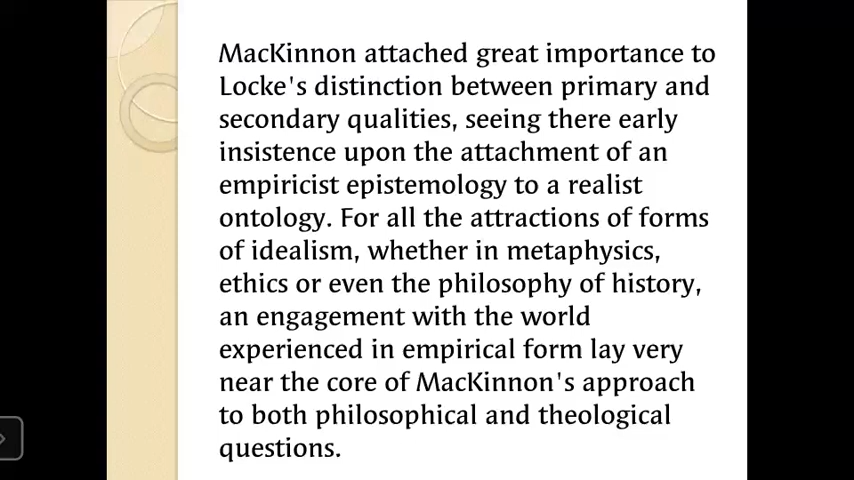 MacKinnon attached great importance to
Locke's distinction between primary and
secondary qualities, seeing there early
insistence upon the attachment of an
empiricist epistemology to a realist
ontology. For all the attractions of forms
of idealism, whether in metaphysics,
ethics or even the philosophy of history,
an engagement with the world
experienced in empirical form lay very
near the core of MacKinnon's approach
to both philosophical and theological
questions.